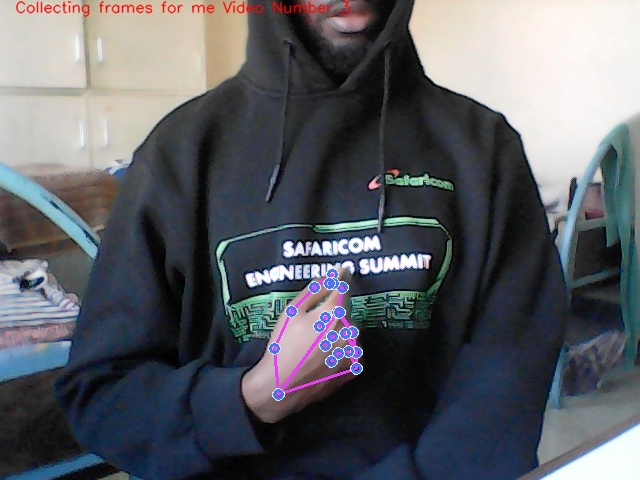 Collecting frames for me Video Number 3
Safaricom
SAFARICOM
ENGINEERING SUMMIT